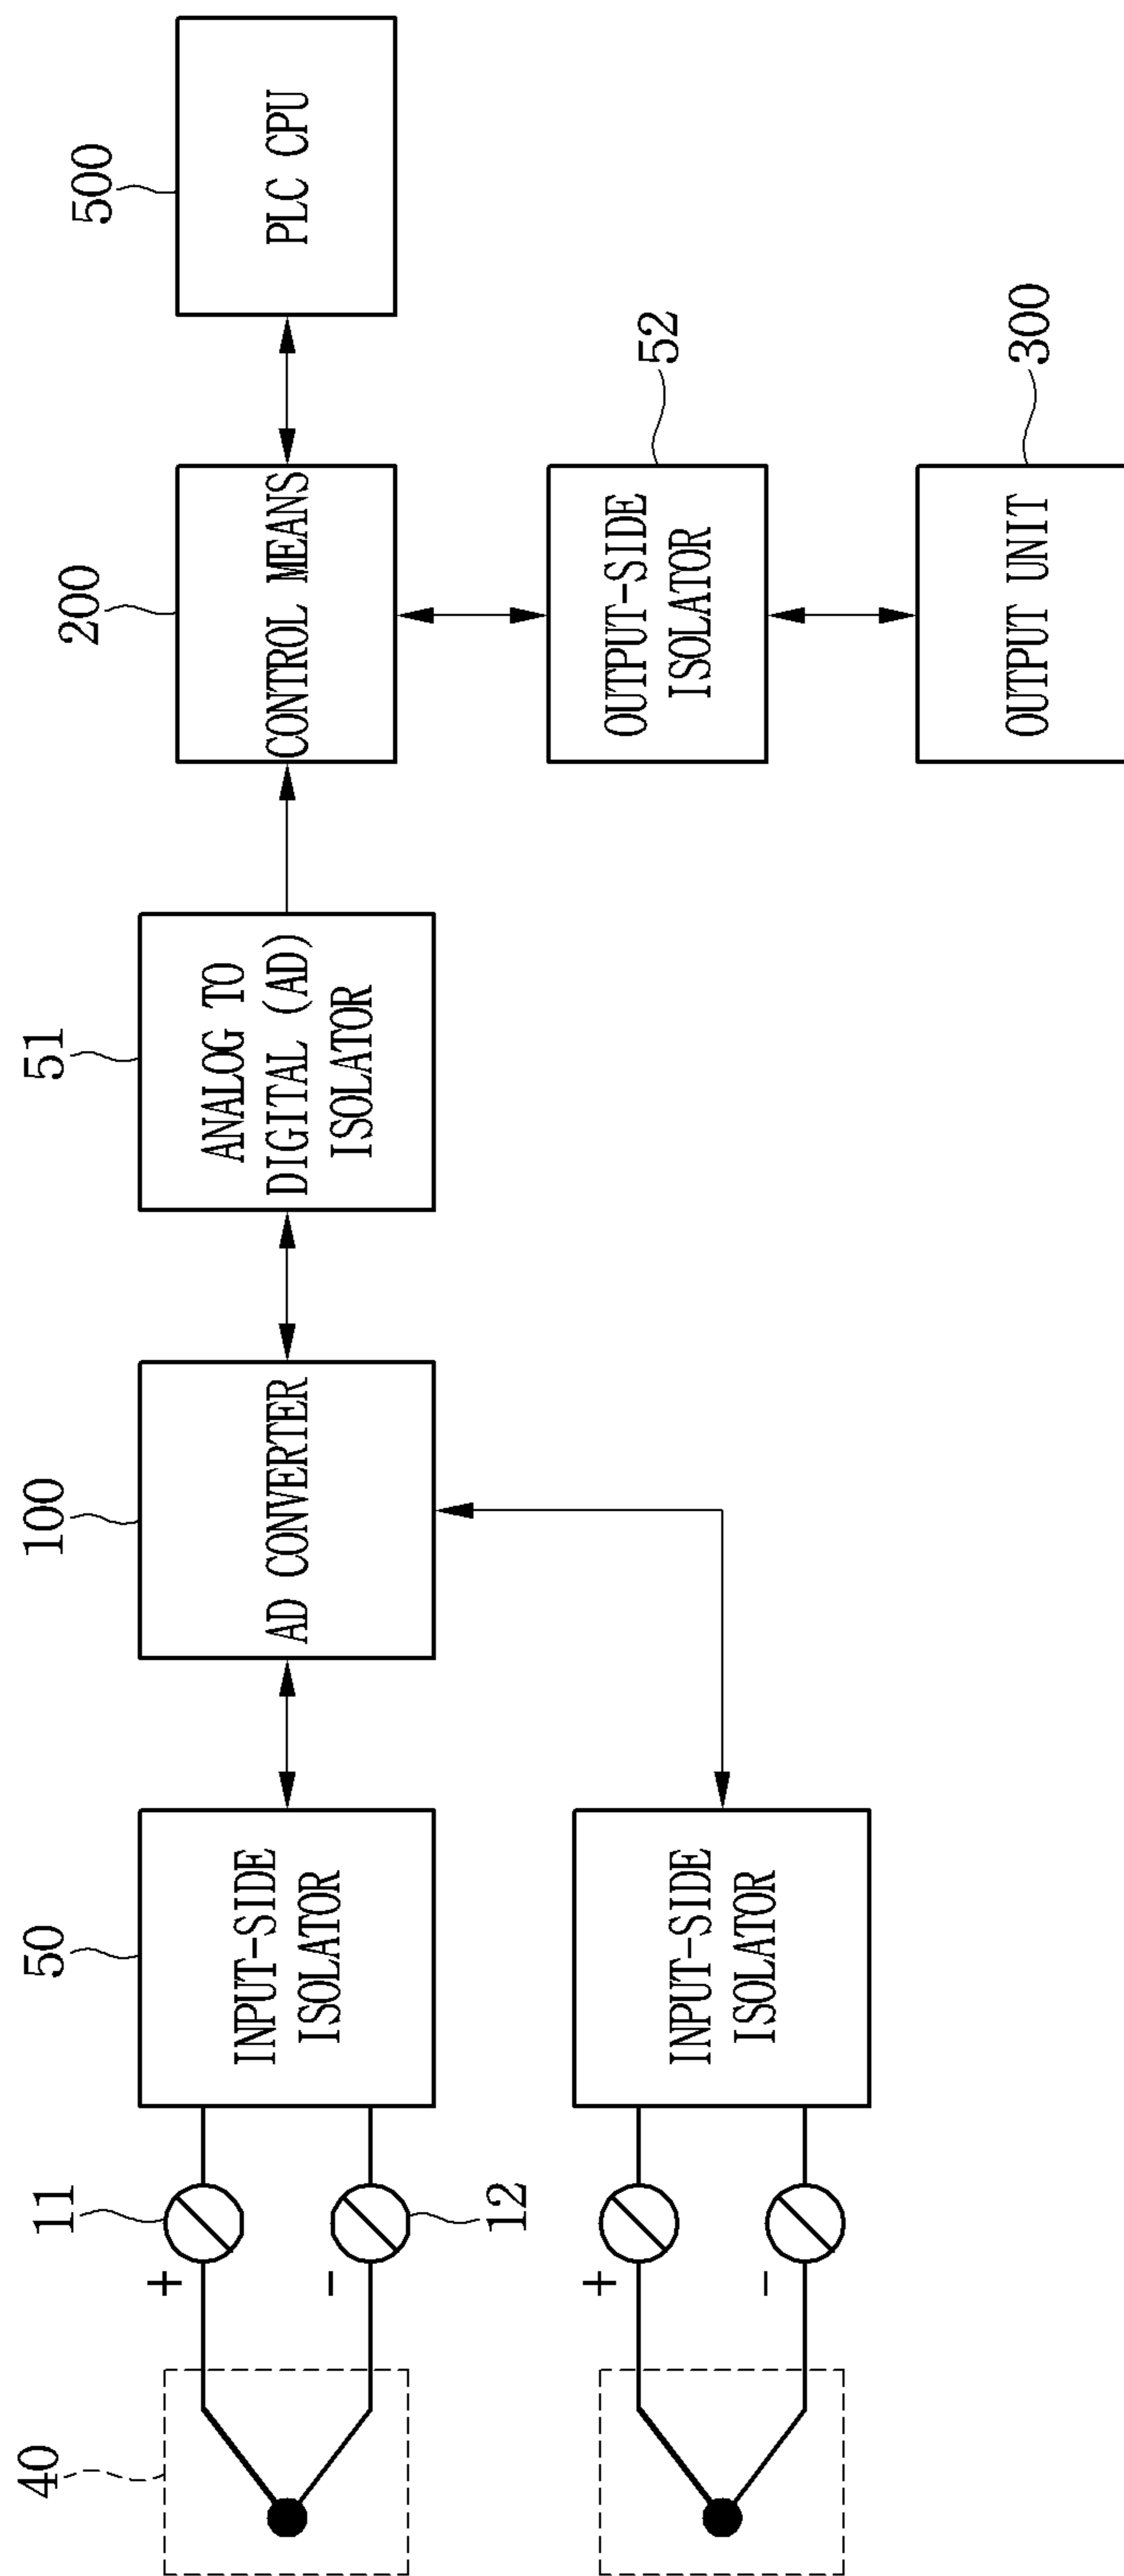 40
11
+
-
12
50
INPUT-SIDE
ISOLATOR
100
AD CONVERTER
51
ANALOG TO
DIGITAL (AD)
ISOLATOR
200
CONTROL MEANS
500
PLC CPU
+
-
INPUT-SIDE
ISOLATOR
OUTPUT-SIDE
ISOLATOR
52
OUTPUT UNIT
300